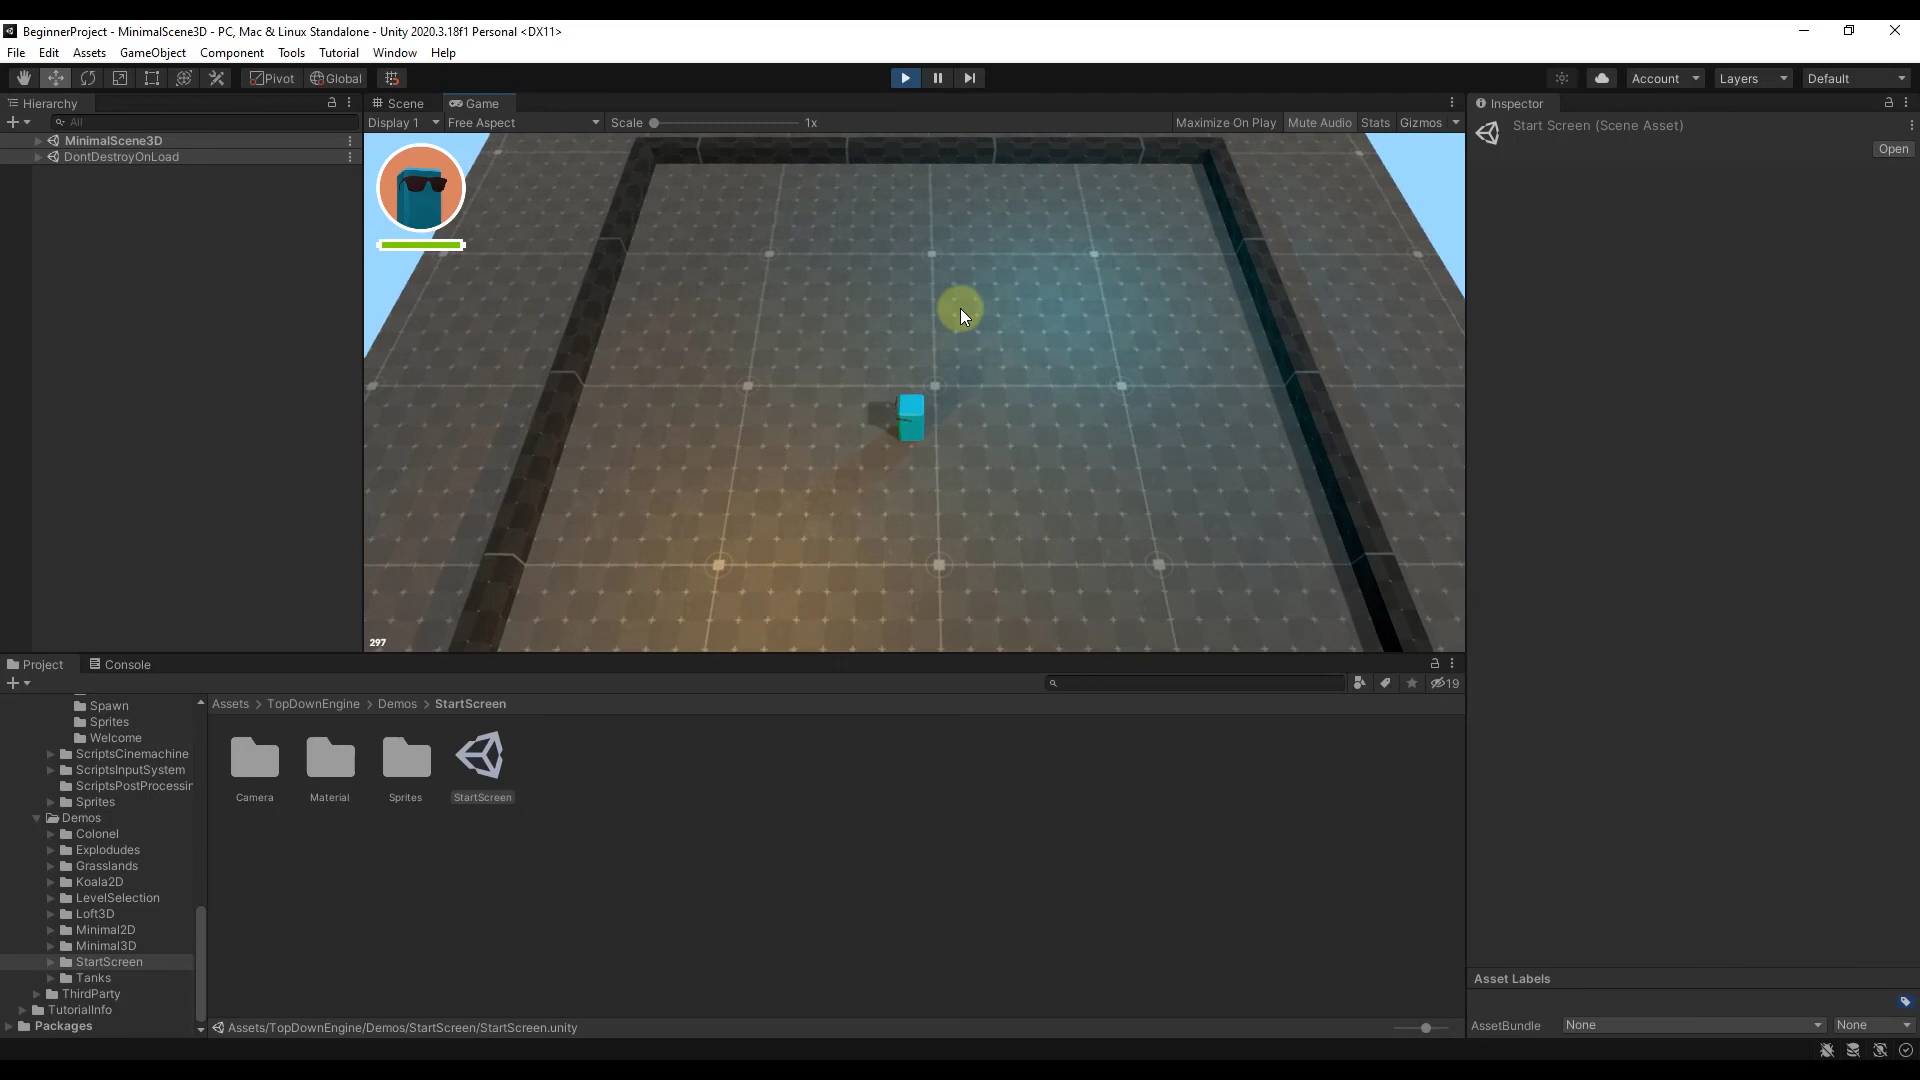 BeginnerProject - MinimalScene3D - PC, Mac & Linux Standalone - Unity 2020.3.18f1 Personal <DX11>
File Edit Assets GameObject Component Tools Tutorial Window Help
Pivot Global Account Layers Default
Hierarchy
All
MinimalScene3D
DontDestroyOnLoad
Scene Game
Display 1 Free Aspect Scale 1x Maximize On Play Mute Audio Stats Gizmos
297
Inspector
Start Screen (Scene Asset)
Open
Project Console
19
Spawn
Sprites
Welcome
ScriptsCinemachine
ScriptsInputSystem
ScriptsPostProcessin
Sprites
Demos
Colonel
Explodudes
Grasslands
Koala2D
LevelSelection
Loft3D
Minimal2D
Minimal3D
StartScreen
Tanks
ThirdParty
TutorialInfo
Packages
Assets > TopDownEngine > Demos > StartScreen
Camera Material Sprites StartScreen
Assets/TopDownEngine/Demos/StartScreen/StartScreen.unity
Asset Labels
AssetBundle None None